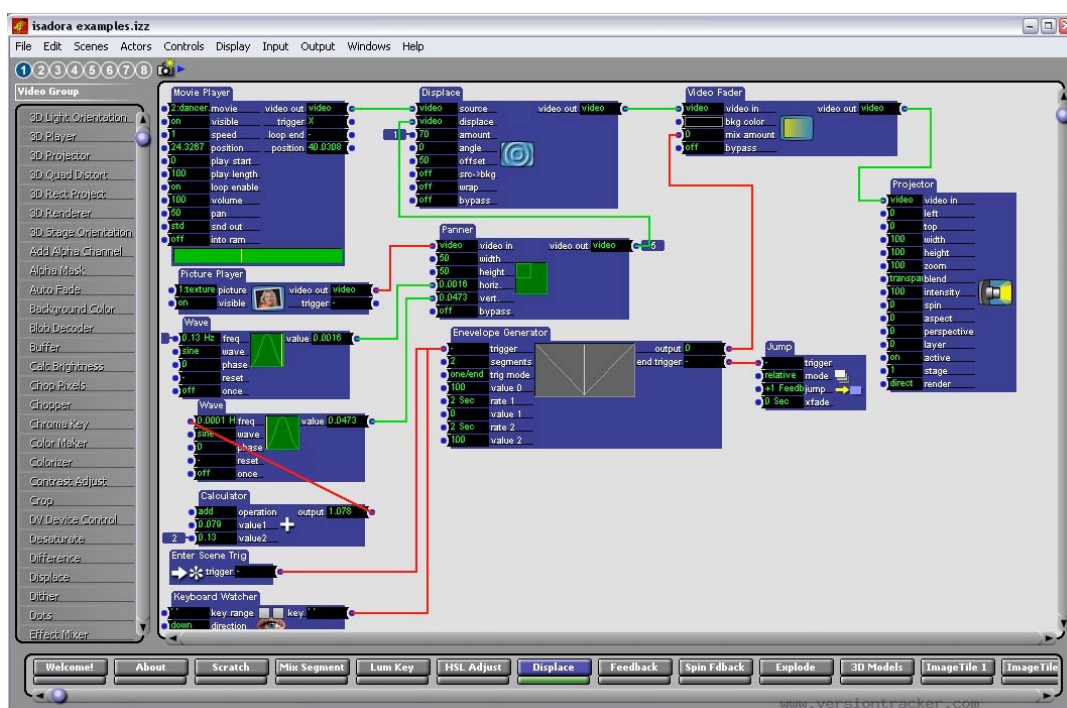 isadora examples.izz
File Edit Scenes Actors Controls Display Input Output Windows Help
1 2 3 4 5 6 7 8
Video Group
3D Light Orientation
3D Player
3D Projector
3D Quad Distort
3D Rect Project
3D Renderer
3D Stage Orientation
Add Alpha Channel
Alpha Mask
Auto Fade
Background Color
Blob Decoder
Buffer
Calc Brightness
Chop Pixels
Chopper
Chroma Key
Color Maker
Colorizer
Contrast Adjust
Crop
DV Device Control
Desaturate
Difference
Displace
Dither
Dots
Effect Mixer
Movie Player
2:dancer movie video out video
on visible trigger X
1 speed loop end -
24.3267 position position 40.0308
0 play start
100 play length
on loop enable
100 volume
50 pan
std snd out
off into ram
Displace
video source video out video
video displace
1 70 amount
0 angle
50 offset
off src->bkg
off wrap
off bypass
Video Fader
video video in video out video
bkg color
0 mix amount
off bypass
Projector
video video in
0 left
0 top
100 width
100 height
100 zoom
transpar blend
100 intensity
0 spin
0 aspect
0 perspective
0 layer
on active
1 stage
direct render
Panner
video video in video out video 5
50 width
50 height
0.0016 horiz.
0.0473 vert.
off bypass
Picture Player
1:texture picture video out video
on visible trigger -
Wave
0.13 Hz freq value 0.0016
sine wave
0 phase
- reset
off once
Enevelope Generator
- trigger output 0
2 segments end trigger -
one/end trig mode
100 value 0
2 Sec rate 1
0 value 1
2 Sec rate 2
100 value 2
Jump
- trigger
relative mode
+1 Feedb jump
0 Sec xfade
Wave
0.0001 H freq value 0.0473
sine wave
0 phase
- reset
off once
Calculator
add operation output 1.078
0.079 value1
2 0.13 value2
Enter Scene Trig
trigger -
Keyboard Watcher
' ' key range key ' '
down direction
Welcome! About Scratch Mix Segment Lum Key HSL Adjust Displace Feedback Spin Fdback Explode 3D Models ImageTile 1 ImageTile
www.versiontracker.com